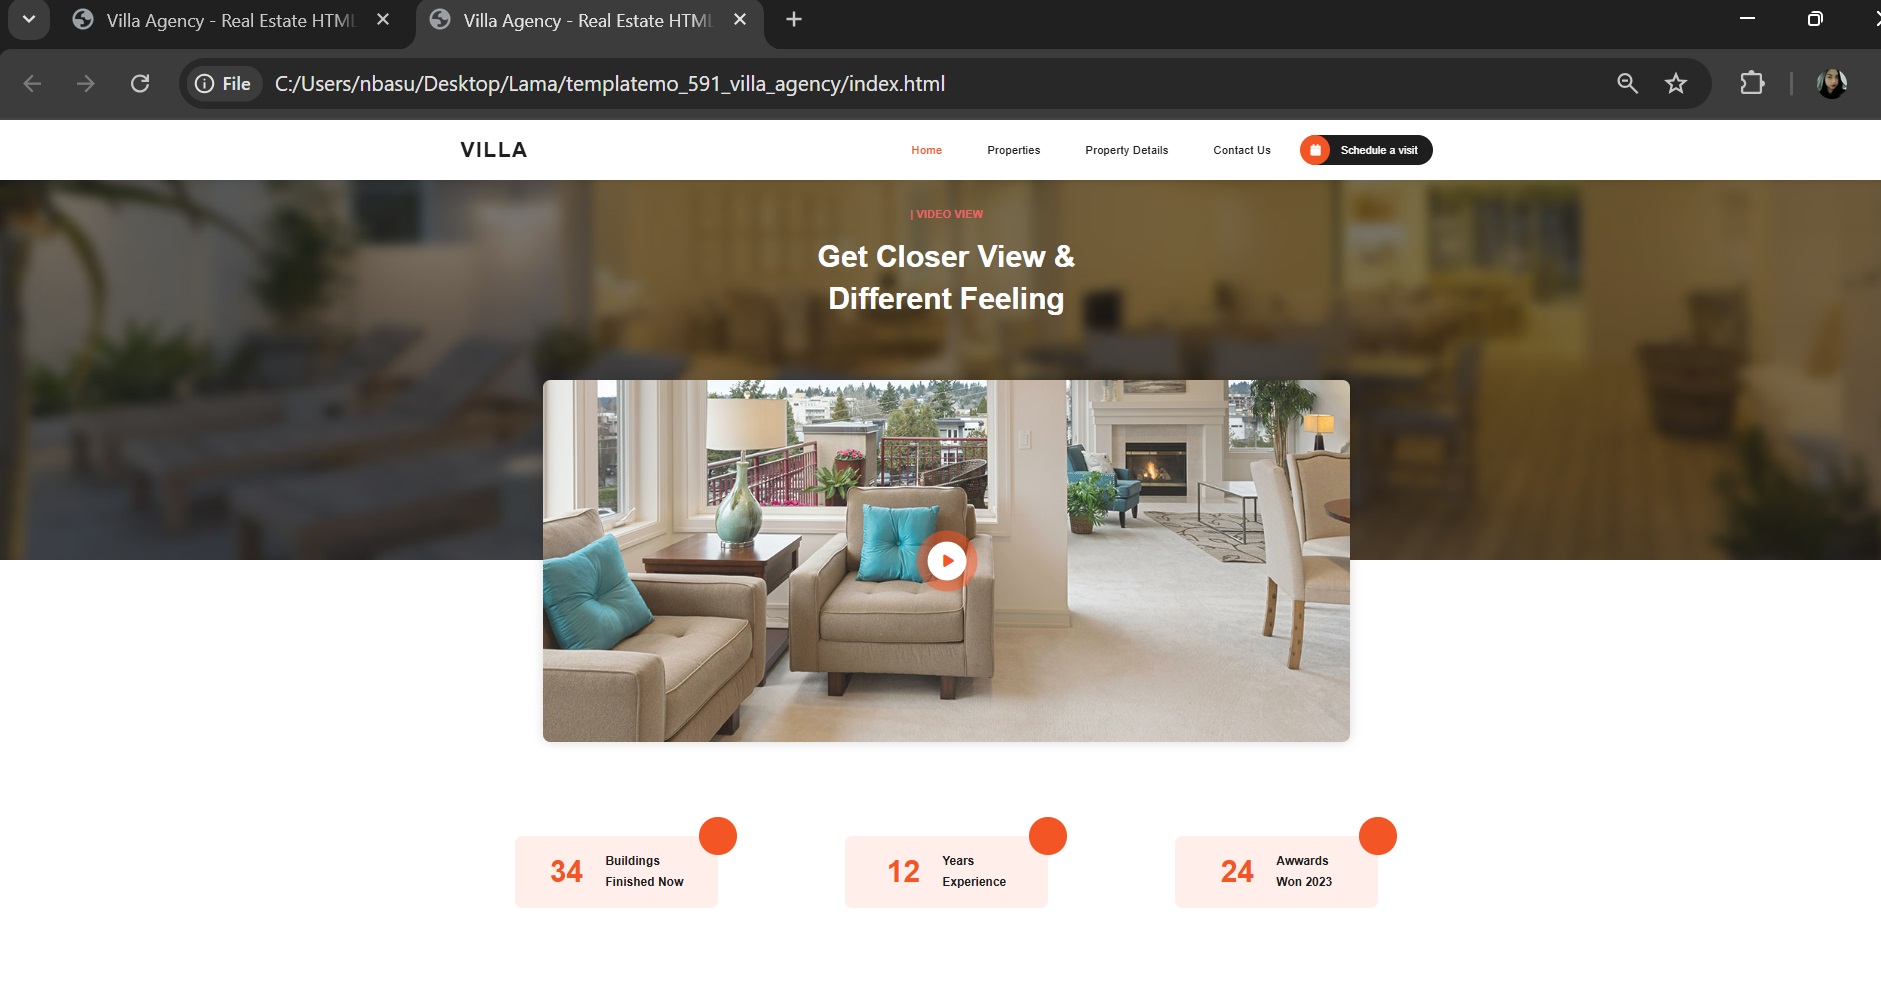 Villa Agency - Real Estate HTML
Villa Agency - Real Estate HTML
File
C:/Users/nbasu/Desktop/Lama/templatemo_591_villa_agency/index.html
VILLA
Home
Properties
Property Details
Contact Us
Schedule a visit
| VIDEO VIEW
Get Closer View &
Different Feeling
34
Buildings
Finished Now
12
Years
Experience
24
Awwards
Won 2023